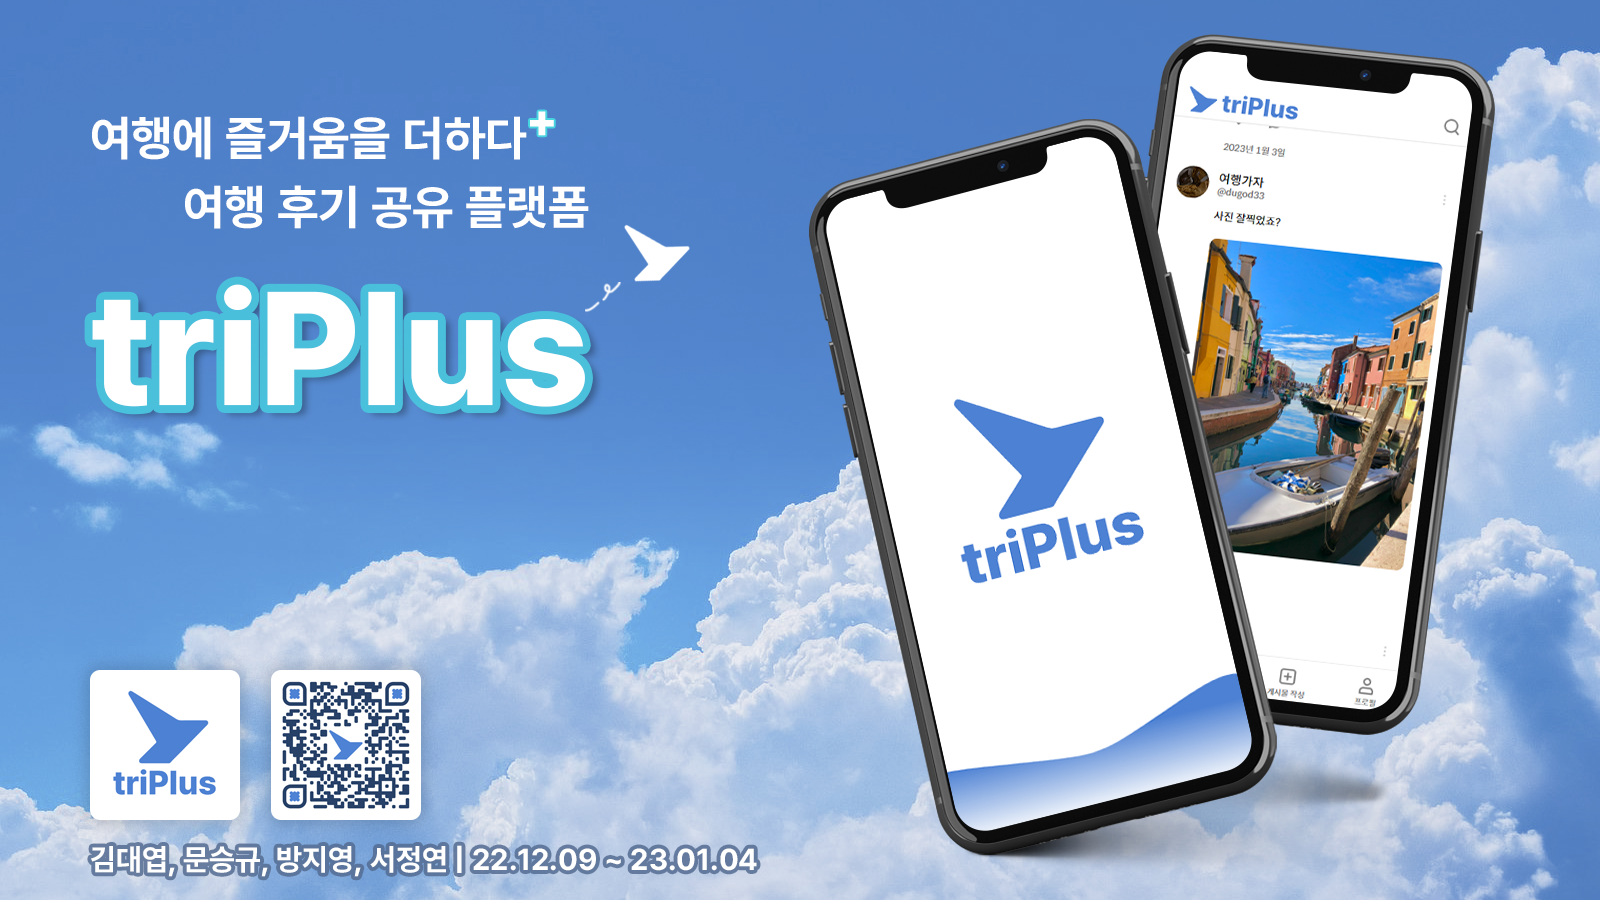 여행에 즐거움을 더하다+
여행 후기 공유 플랫폼
triPlus
triPlus
김대엽, 문승규, 방지영, 서정연 | 22.12.09 ~ 23.01.04
triPlus
triPlus
2023년 1월 3일
여행가자
@dugod33
사진 잘찍었죠?
게시물 작성
프로필